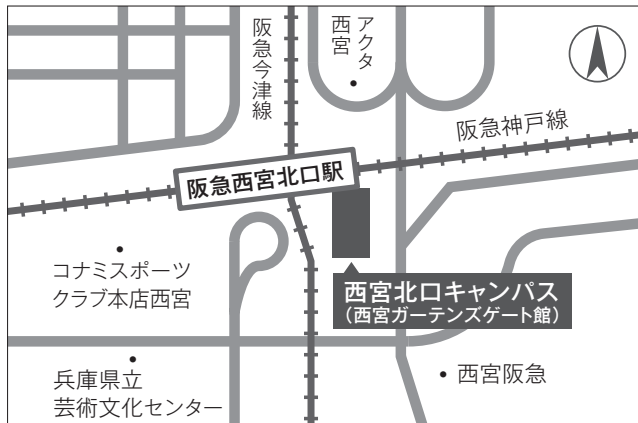 阪急今津線
アクタ
西宮
阪急神戸線
阪急西宮北口駅
コナミスポーツ
クラブ本店西宮
西宮北口キャンパス
（西宮ガーデンズゲート館）
兵庫県立
芸術文化センター
西宮阪急